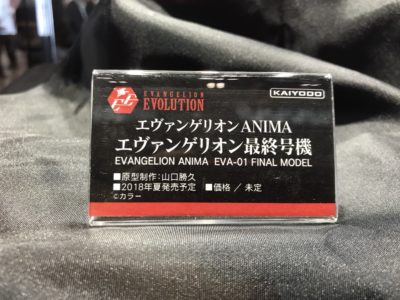 EVANGELION
EVOLUTION
KAIYODO
エヴァンゲリオンANIMA
エヴァンゲリオン最終号機
EVANGELION ANIMA EVA-01 FINAL MODEL
■原型制作:山口勝久
■2018年夏発売予定 ■価格 / 未定
©カラー